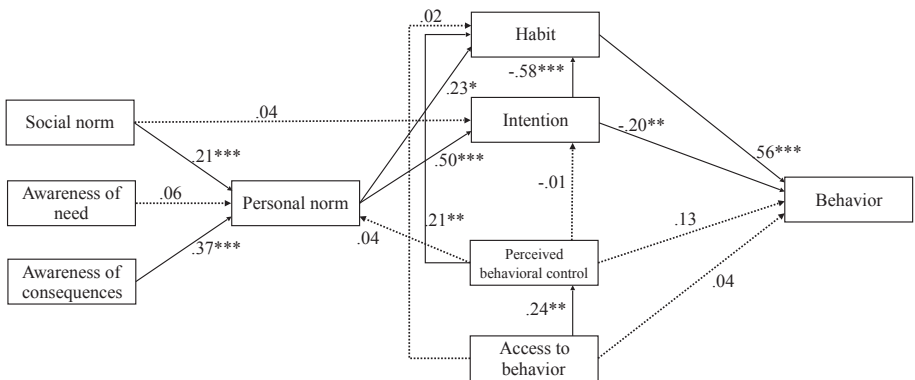 .02
Habit
-.58***
.23*
Social norm
.04
Intention
-.20**
.21***
.50***
56***
Awareness of
need
.06
Personal norm
-.01
Behavior
.37***
.04
.21**
Perceived
behavioral control
.13
Awareness of
consequences
.24**
.04
Access to
behavior